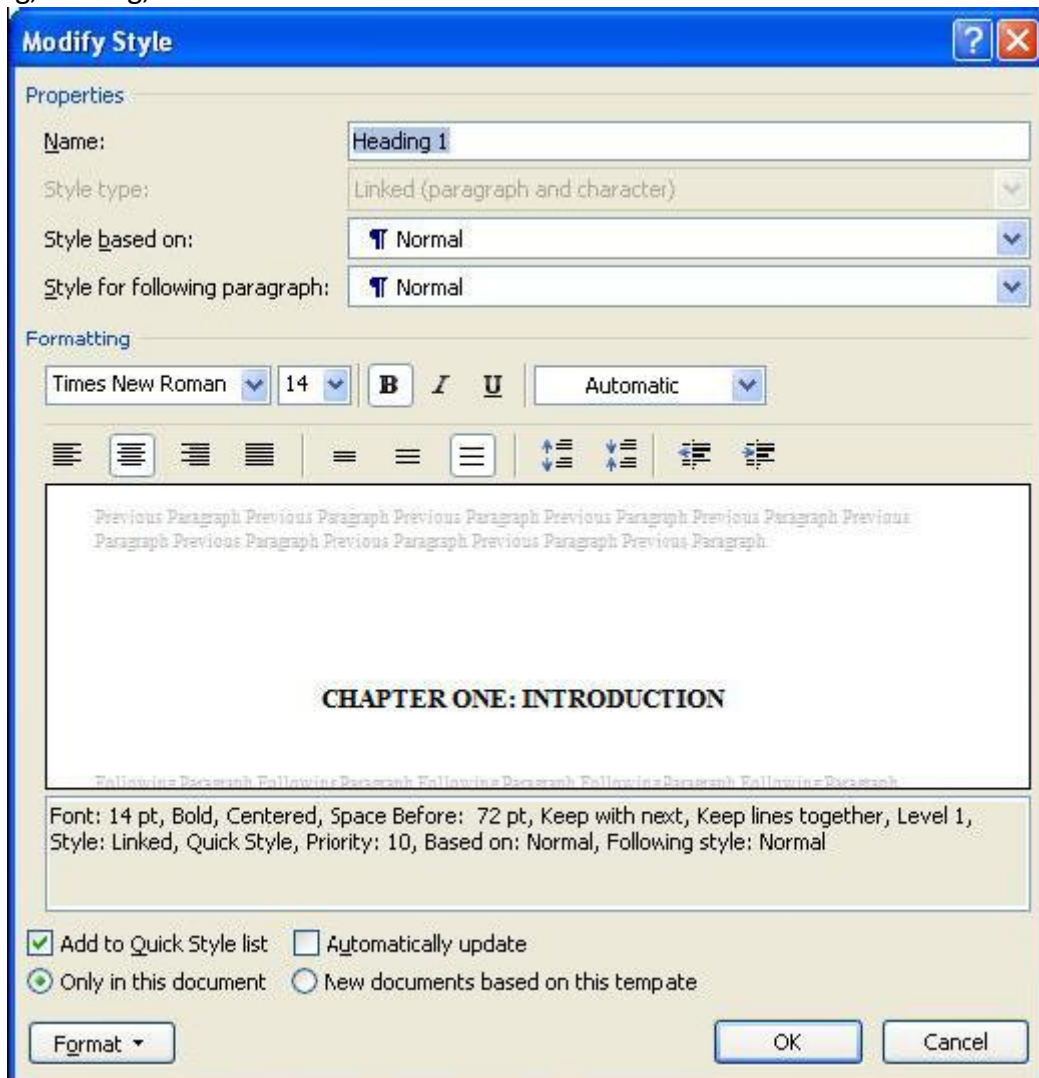 Modify Style
Properties
Name: Heading 1
Style type: Linked (paragraph and character)
Style based on: ¶ Normal
Style for following paragraph: ¶ Normal
Formatting
Times New Roman 14 B I U Automatic
Previous Paragraph Previous Paragraph Previous Paragraph Previous Paragraph Previous Paragraph Previous
Paragraph Previous Paragraph Previous Paragraph Previous Paragraph Previous Paragraph
CHAPTER ONE: INTRODUCTION
Following Paragraph Following Paragraph Following Paragraph Following Paragraph Following Paragraph
Font: 14 pt, Bold, Centered, Space Before: 72 pt, Keep with next, Keep lines together, Level 1,
Style: Linked, Quick Style, Priority: 10, Based on: Normal, Following style: Normal
Add to Quick Style list Automatically update
Only in this document New documents based on this temp ate
Format OK Cancel